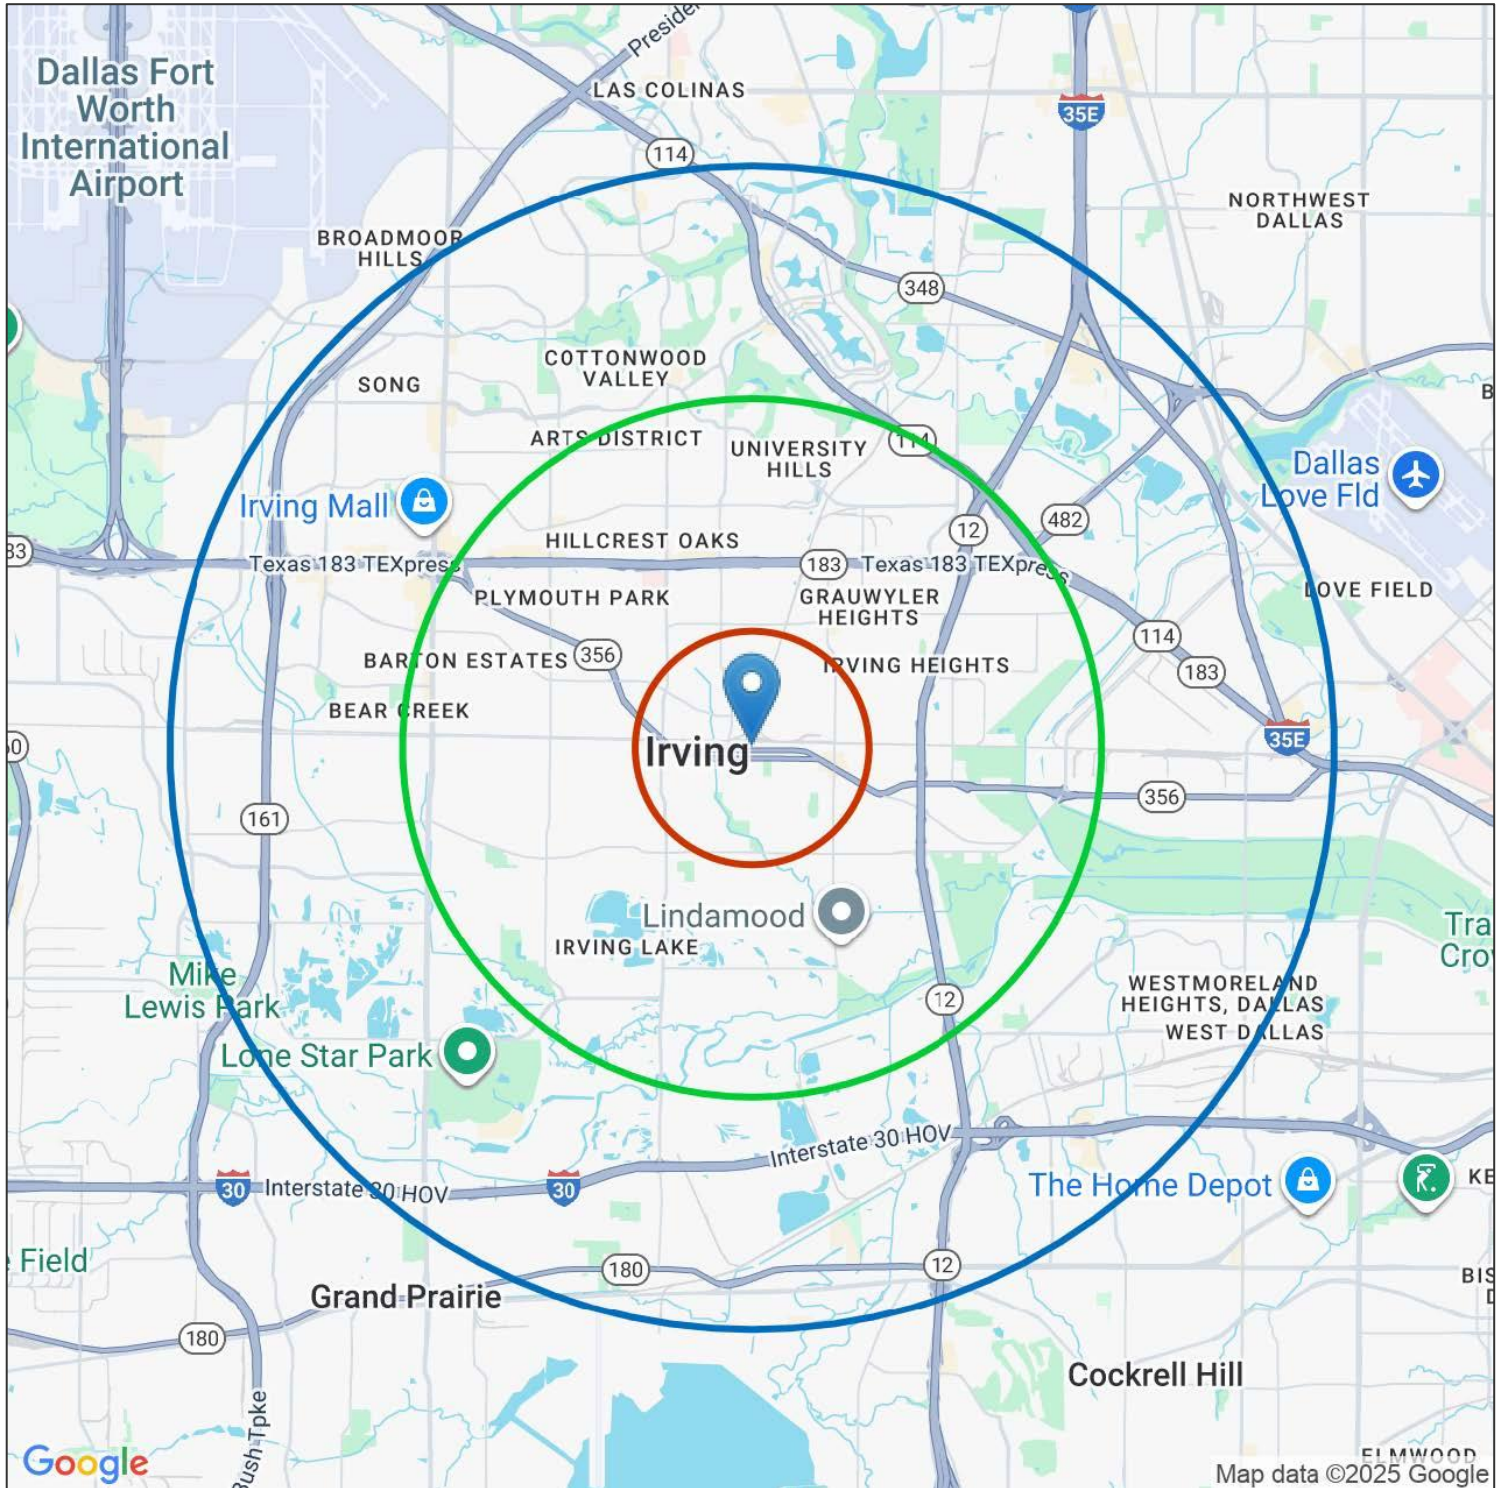 Presiden
Dallas Fort
Worth
International
Airport
LAS COLINAS
35E
114
NORTHWEST
DALLAS
BROADMOOR
HILLS
348
COTTONWOOD
VALLEY
SONG
ARTS DISTRICT
UNIVERSITY
HILLS
114
Dallas
Love Fld
Irving Mall
12
482
HILLCREST OAKS
Texas 183 TEXpress
183
Texas 183 TEXpress
PLYMOUTH PARK
GRAUWYLER
HEIGHTS
LOVE FIELD
114
BARTON ESTATES
356
IRVING HEIGHTS
183
BEAR CREEK
35E
Irving
356
161
Lindamood
IRVING LAKE
Mike
Lewis Park
WESTMORELAND
HEIGHTS, DALLAS
WEST DALLAS
12
Lone Star Park
Interstate 30 HOV
30
Interstate 30 HOV
30
The Home Depot
Field
180
12
Grand Prairie
180
Cockrell Hill
Bush Tpke
ELMWOOD
Google
Map data ©2025 Google